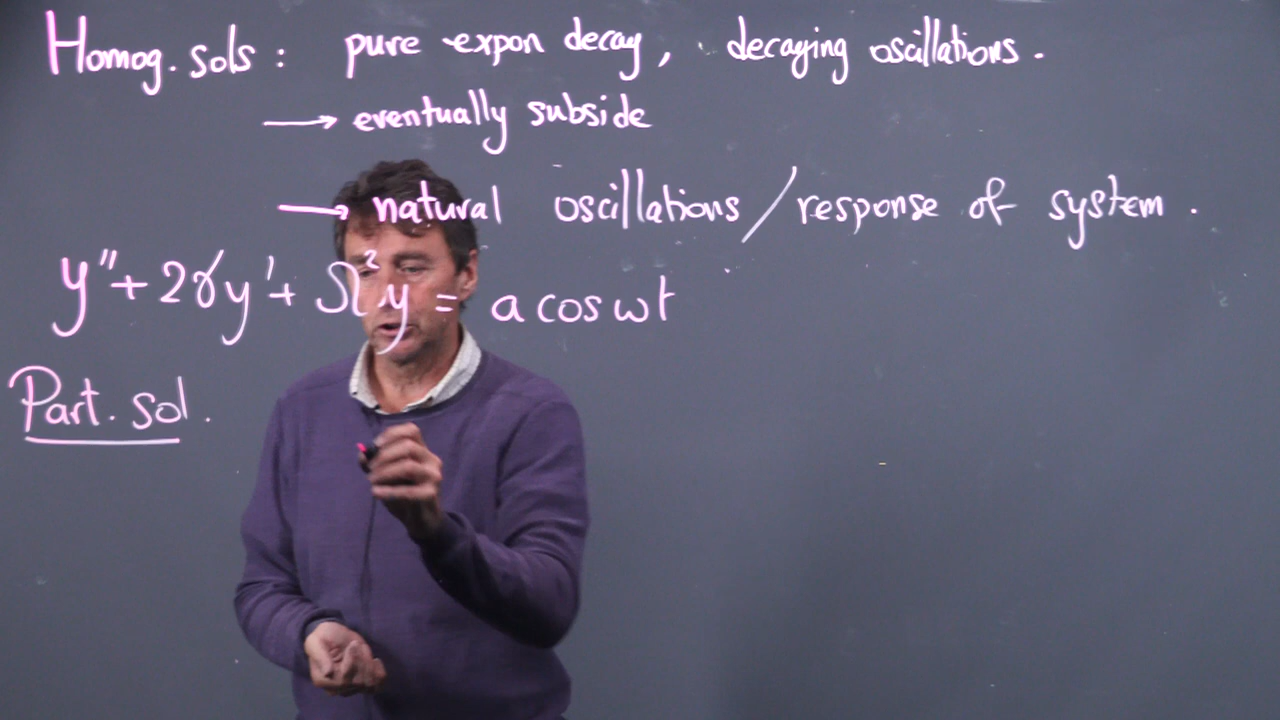 Homog. sols : pure expon decay, decaying oscillations.
→ eventually subside
→ natural oscillations / response of system.
y'' + 2γy' + Ω²y = a cos ωt
Part. sol.